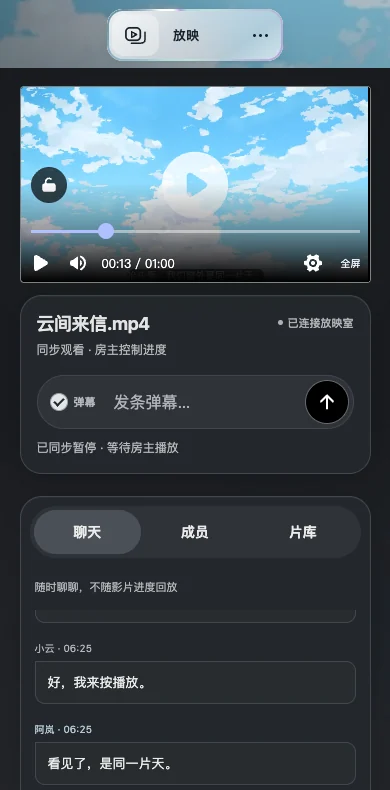 放映
00:13 / 01:00
全屏
云间来信.mp4
已连接放映室
同步观看 · 房主控制进度
弹幕 发条弹幕...
已同步暂停 · 等待房主播放
聊天 成员 片库
随时聊聊，不随影片进度回放
小云 · 06:25
好，我来按播放。
阿岚 · 06:25
看见了，是同一片天。